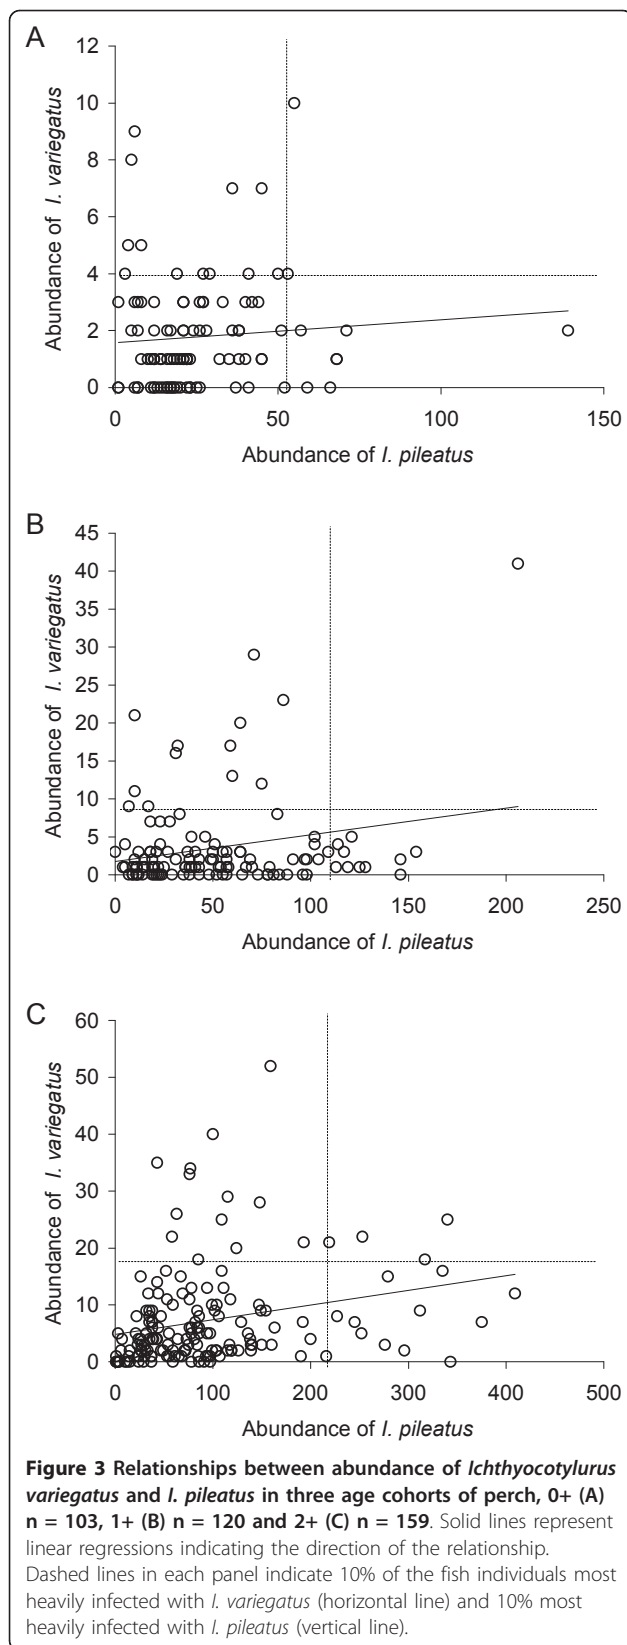 A
12
10
8
6
4
2
0
Abundance of I. variegatus
0 50 100 150
Abundance of I. pileatus
B
45
40
35
30
25
20
15
10
5
0
Abundance of I. variegatus
0 50 100 150 200 250
Abundance of I. pileatus
C
60
50
40
30
20
10
0
Abundance of I. variegatus
0 100 200 300 400 500
Abundance of I. pileatus
Figure 3 Relationships between abundance of Ichthyocotylurus
variegatus and I. pileatus in three age cohorts of perch, 0+ (A)
n = 103, 1+ (B) n = 120 and 2+ (C) n = 159. Solid lines represent
linear regressions indicating the direction of the relationship.
Dashed lines in each panel indicate 10% of the fish individuals most
heavily infected with I. variegatus (horizontal line) and 10% most
heavily infected with I. pileatus (vertical line).